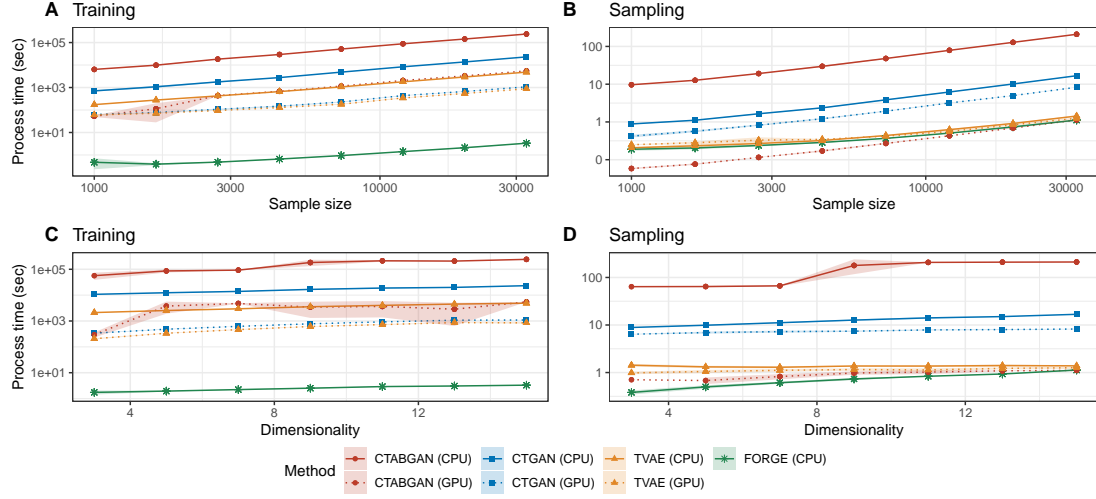 A Training
Process time (sec)
1e+05
1e+03
1e+01
1000 3000 10000 30000
Sample size
B Sampling
100
10
1
0
1000 3000 10000 30000
Sample size
C Training
Process time (sec)
1e+05
1e+03
1e+01
4 8 12
Dimensionality
D Sampling
100
10
1
4 8 12
Dimensionality
Method
CTABGAN (CPU) CTGAN (CPU) TVAE (CPU) FORGE (CPU)
CTABGAN (GPU) CTGAN (GPU) TVAE (GPU)